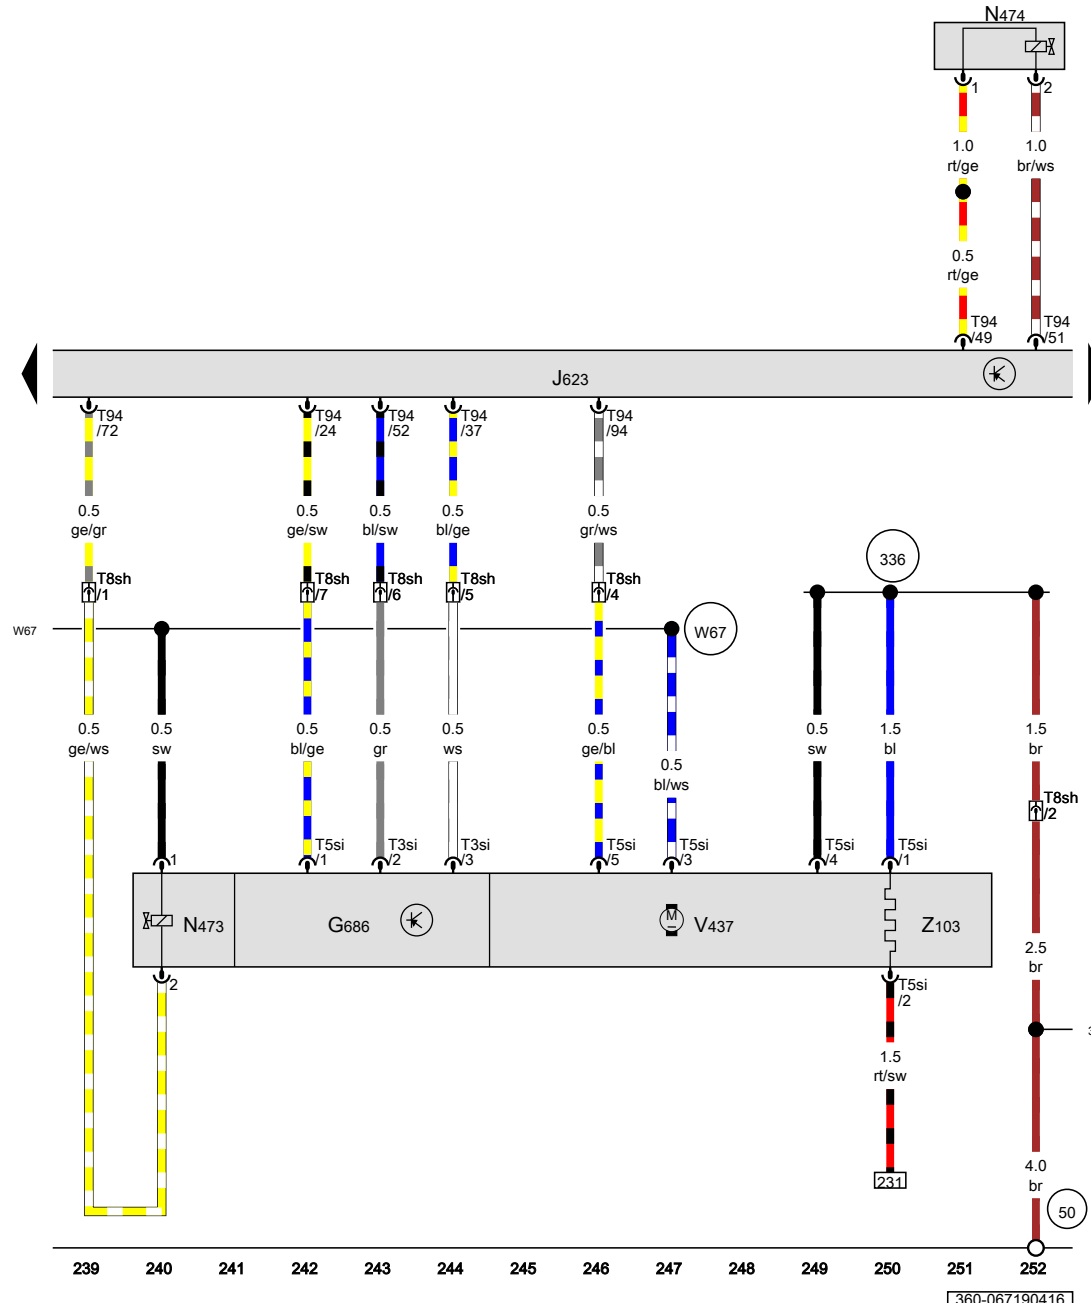 N474
1 2
1.0 1.0
rt/ge br/ws
0.5
rt/ge
T94 T94
/49 /51
J623
T94 T94 T94 T94 T94
/72 /24 /52 /37 /94
0.5 0.5 0.5 0.5 0.5
ge/gr ge/sw bl/sw bl/ge gr/ws
336
T8sh T8sh T8sh T8sh T8sh
/1 /7 /6 /5 /4
W67 W67
0.5 0.5 0.5 0.5 0.5 0.5 0.5 1.5 1.5
ge/ws sw bl/ge gr ws ge/bl sw bl br
0.5
bl/ws
T8sh
/2
1 T5si T3si T3si T5si T5si T5si T5si
/1 /2 /3 /5 /3 /4 /1
N473 G686 M V437 Z103
2.5
br
2 T5si
/2
1.5
rt/sw
4.0
br
231
50
239 240 241 242 243 244 245 246 247 248 249 250 251 252
360-067190416